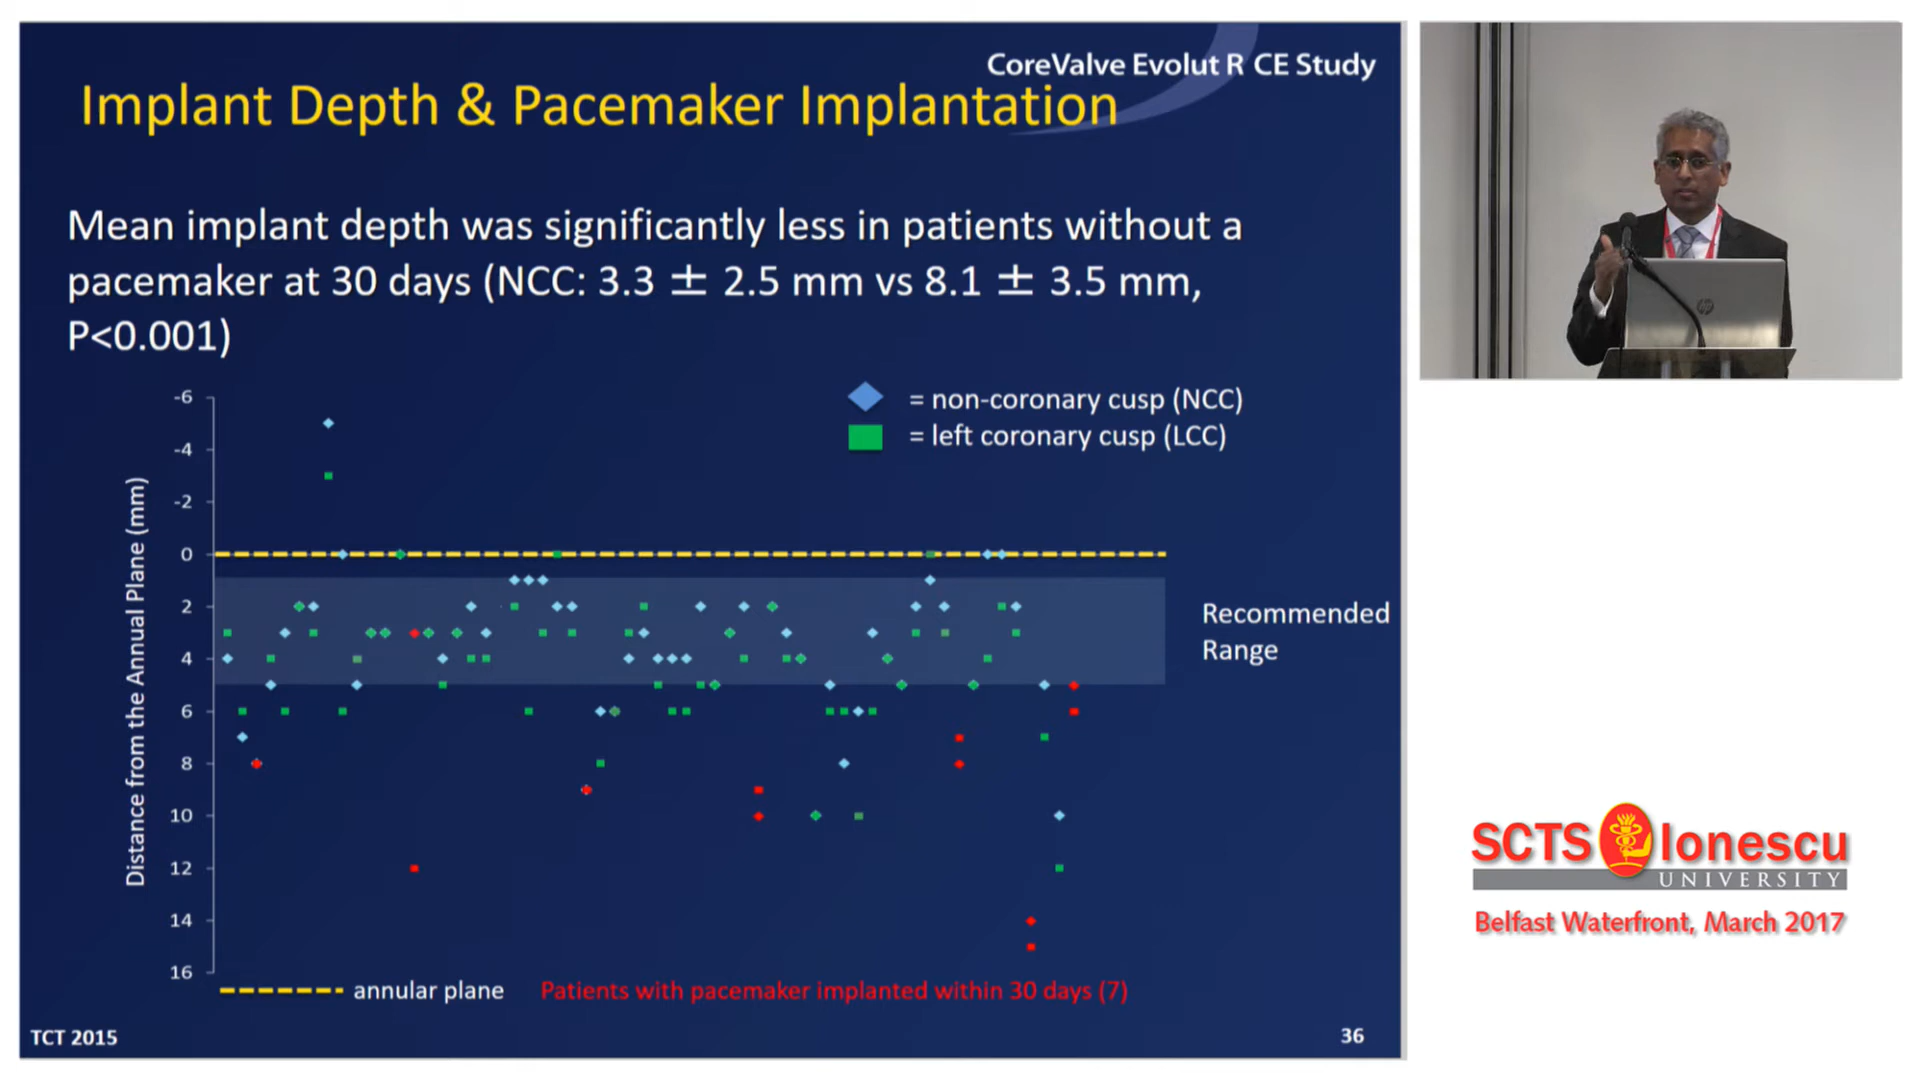 CoreValve Evolut R CE Study
Implant Depth & Pacemaker Implantation
Mean implant depth was significantly less in patients without a
pacemaker at 30 days (NCC: 3.3 ± 2.5 mm vs 8.1 ± 3.5 mm,
P<0.001)
= non-coronary cusp (NCC)
= left coronary cusp (LCC)
Distance from the Annual Plane (mm)
-6
-4
-2
0
2
4
6
8
10
12
14
16
Recommended
Range
annular plane
Patients with pacemaker implanted within 30 days (7)
TCT 2015
36
hp
SCTS Ionescu
UNIVERSITY
Belfast Waterfront, March 2017